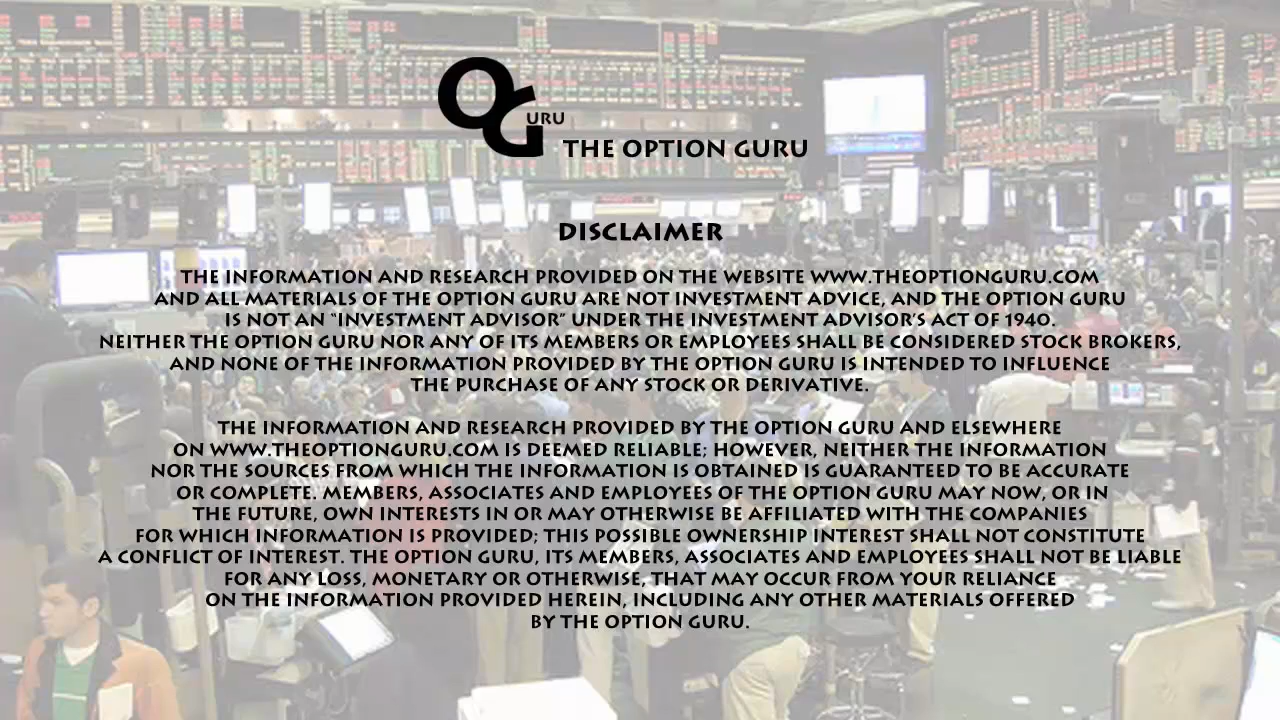 OG URU
THE OPTION GURU
DISCLAIMER
THE INFORMATION AND RESEARCH PROVIDED ON THE WEBSITE WWW.THEOPTIONGURU.COM
AND ALL MATERIALS OF THE OPTION GURU ARE NOT INVESTMENT ADVICE, AND THE OPTION GURU
IS NOT AN “INVESTMENT ADVISOR” UNDER THE INVESTMENT ADVISOR'S ACT OF 1940.
NEITHER THE OPTION GURU NOR ANY OF ITS MEMBERS OR EMPLOYEES SHALL BE CONSIDERED STOCK BROKERS,
AND NONE OF THE INFORMATION PROVIDED BY THE OPTION GURU IS INTENDED TO INFLUENCE
THE PURCHASE OF ANY STOCK OR DERIVATIVE.
THE INFORMATION AND RESEARCH PROVIDED BY THE OPTION GURU AND ELSEWHERE
ON WWW.THEOPTIONGURU.COM IS DEEMED RELIABLE; HOWEVER, NEITHER THE INFORMATION
NOR THE SOURCES FROM WHICH THE INFORMATION IS OBTAINED IS GUARANTEED TO BE ACCURATE
OR COMPLETE. MEMBERS, ASSOCIATES AND EMPLOYEES OF THE OPTION GURU MAY NOW, OR IN
THE FUTURE, OWN INTERESTS IN OR MAY OTHERWISE BE AFFILIATED WITH THE COMPANIES
FOR WHICH INFORMATION IS PROVIDED; THIS POSSIBLE OWNERSHIP INTEREST SHALL NOT CONSTITUTE
A CONFLICT OF INTEREST. THE OPTION GURU, ITS MEMBERS, ASSOCIATES AND EMPLOYEES SHALL NOT BE LIABLE
FOR ANY LOSS, MONETARY OR OTHERWISE, THAT MAY OCCUR FROM YOUR RELIANCE
ON THE INFORMATION PROVIDED HEREIN, INCLUDING ANY OTHER MATERIALS OFFERED
BY THE OPTION GURU.